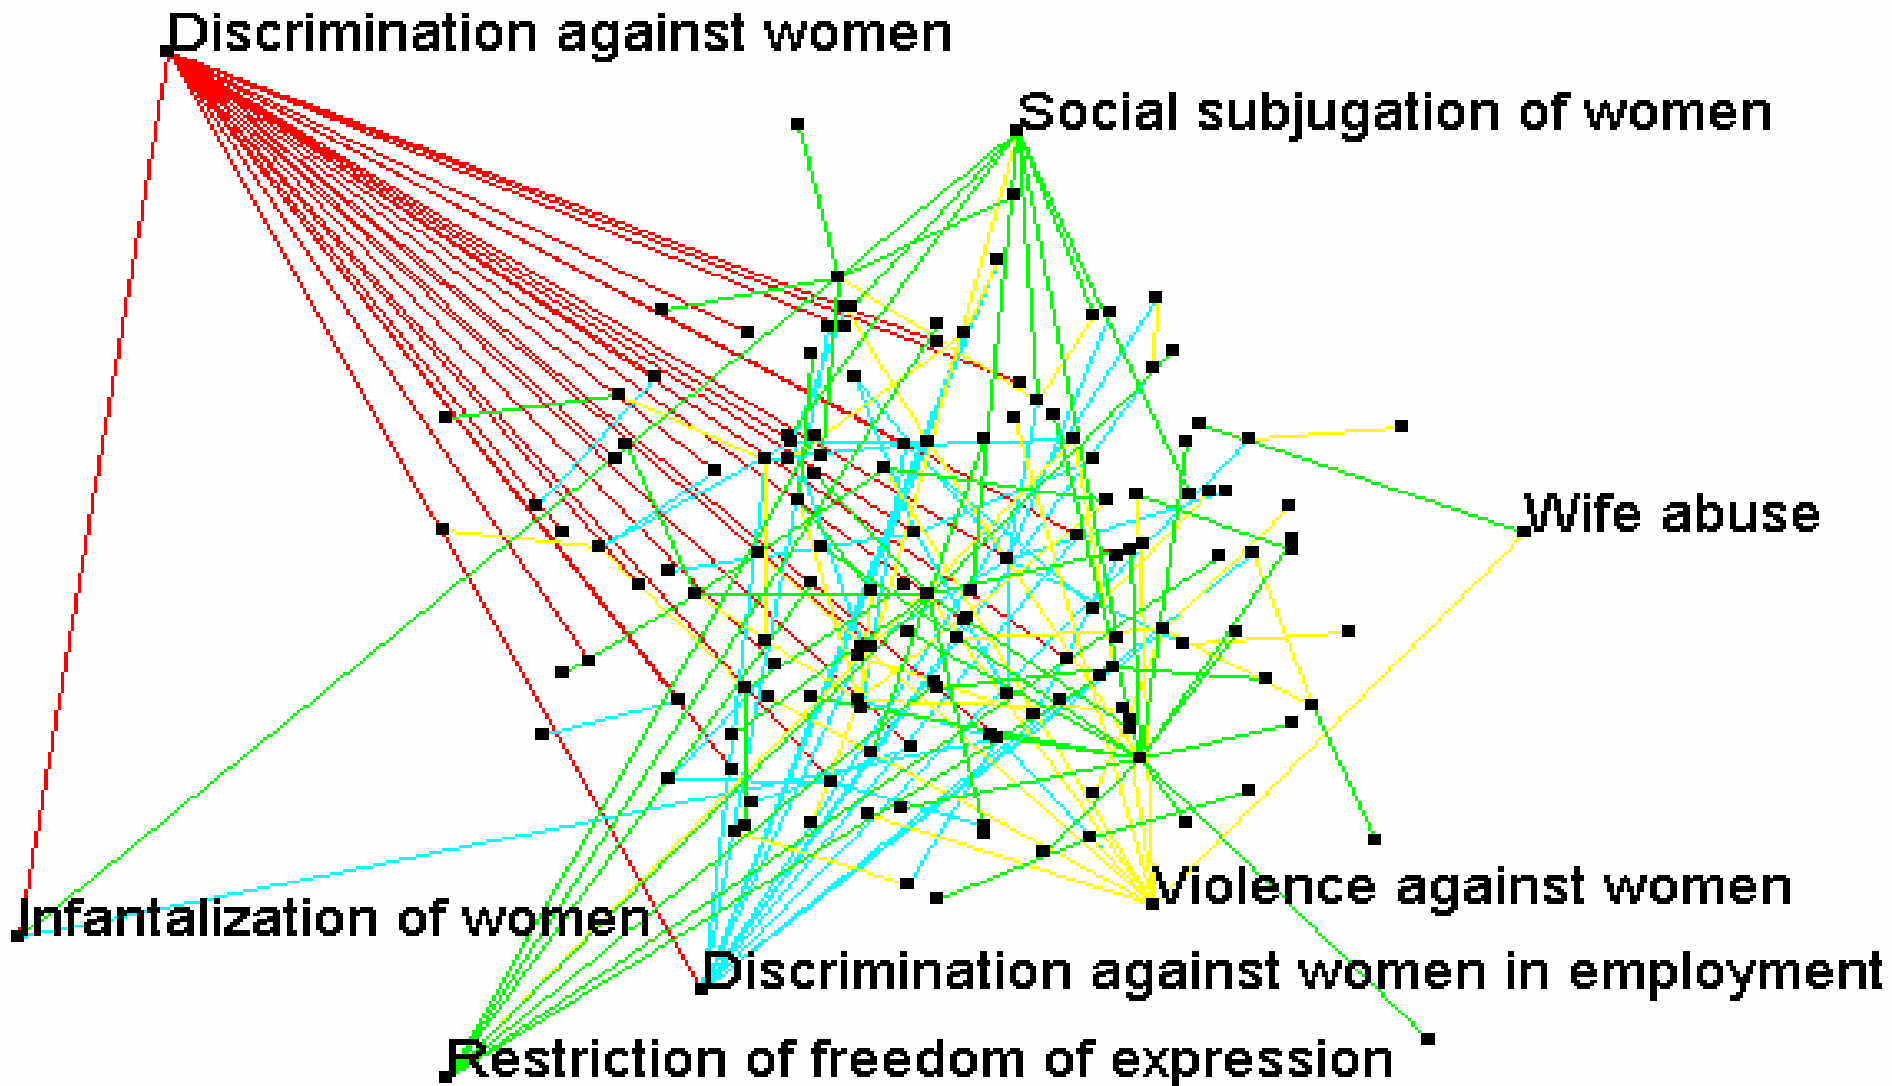 Discrimination against women
Social subjugation of women
Wife abuse
Violence against women
Infantalization of women
Discrimination against women in employment
Restriction of freedom of expression